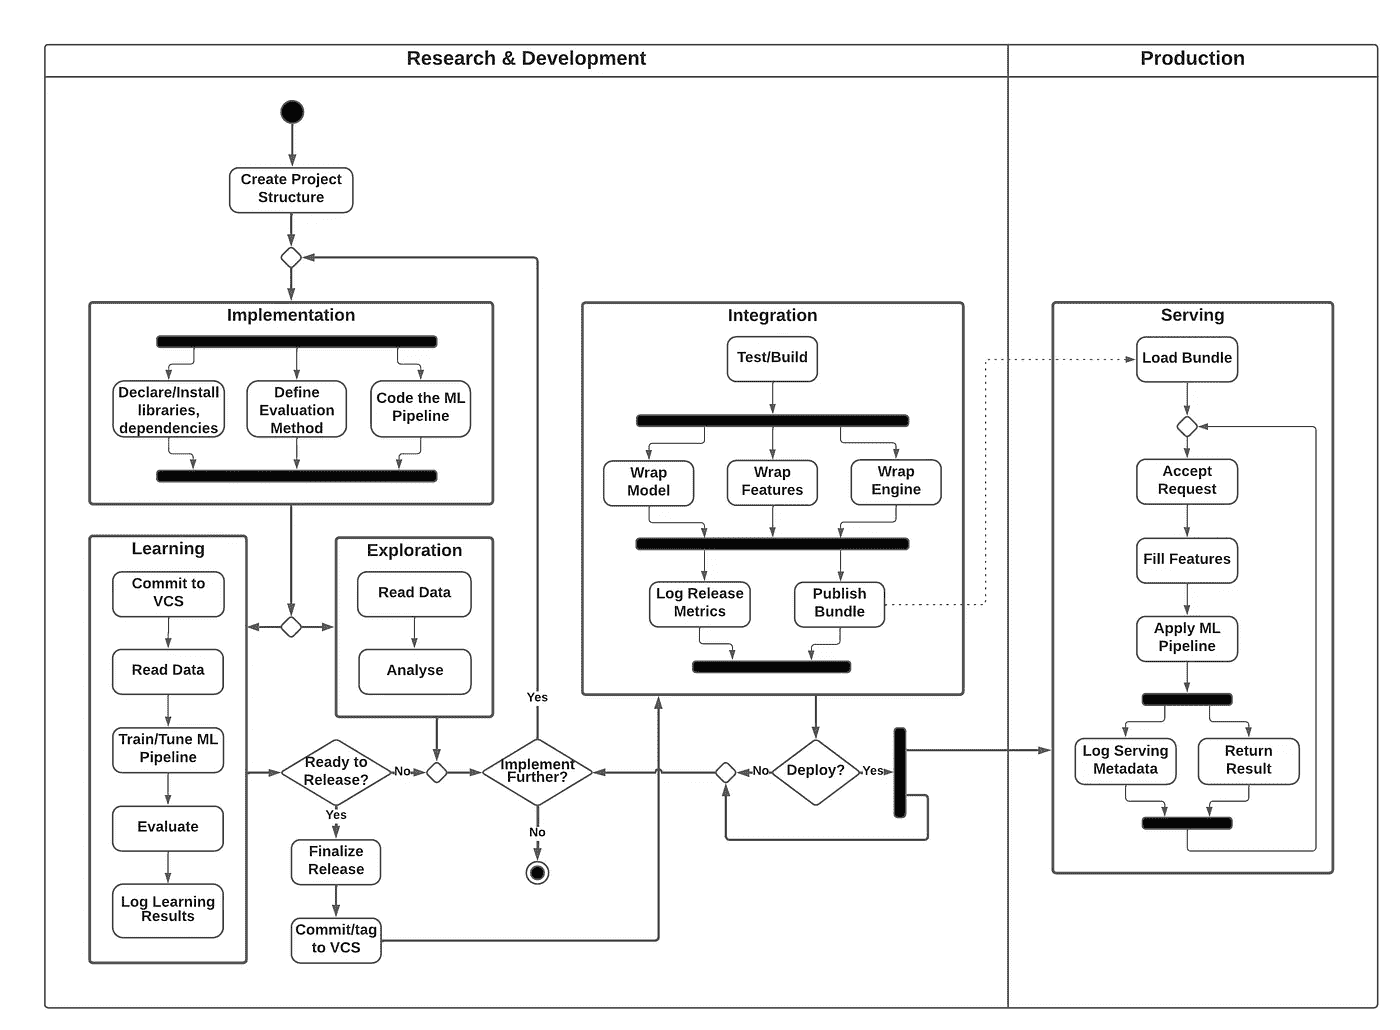 Research & Development
Production
Create Project
Structure
Implementation
Declare/Install
libraries,
dependencies
Define
Evaluation
Method
Code the ML
Pipeline
Learning
Commit to
VCS
Read Data
Train/Tune ML
Pipeline
Evaluate
Log Learning
Results
Exploration
Read Data
Analyse
Ready to
Release?
No
Yes
Finalize
Release
Commit/tag
to VCS
Implement
Further?
Yes
No
Integration
Test/Build
Wrap
Model
Wrap
Features
Wrap
Engine
Log Release
Metrics
Publish
Bundle
Deploy?
No
Yes
Serving
Load Bundle
Accept
Request
Fill Features
Apply ML
Pipeline
Log Serving
Metadata
Return
Result